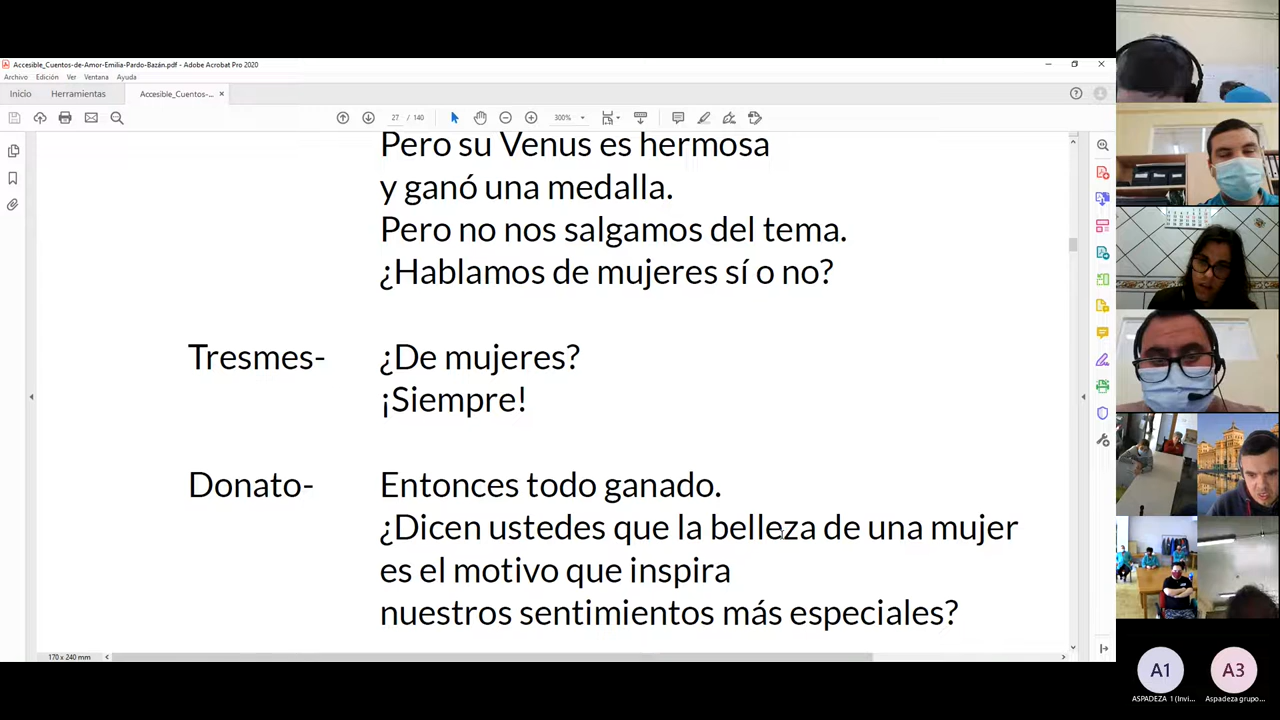 Accesible_Cuentos-de-Amor-Emilia-Pardo-Bazán.pdf - Adobe Acrobat Pro 2020
Archivo Edición Ver Ventana Ayuda
Inicio Herramientas Accesible_Cuentos-... ×
27 / 140 300%
Pero su Venus es hermosa
y ganó una medalla.
Pero no nos salgamos del tema.
¿Hablamos de mujeres sí o no?
Tresmes- ¿De mujeres?
¡Siempre!
Donato- Entonces todo ganado.
¿Dicen ustedes que la belleza de una mujer
es el motivo que inspira
nuestros sentimientos más especiales?
170 x 240 mm
A1 A3
ASPADEZA 1 (Invi... Aspadeza grupo...